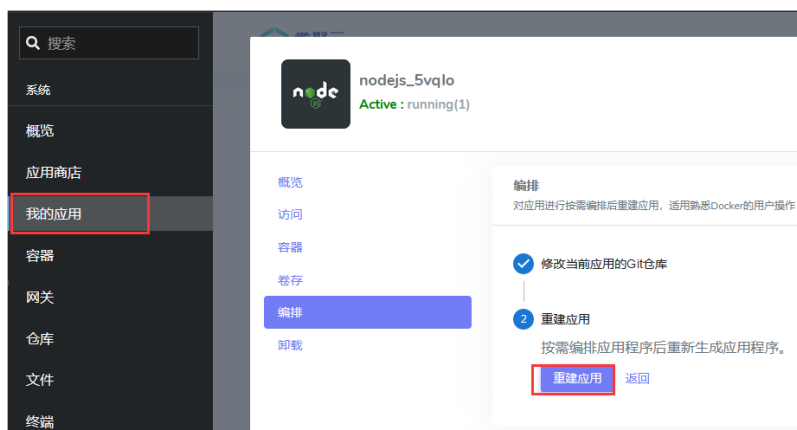 搜索
系统
概览
应用商店
我的应用
容器
网关
仓库
文件
终端
node
nodejs_5vqlo
Active : running(1)
概览
访问
容器
卷存
编排
卸载
编排
对应用进行按需编排后重建应用，适用熟悉Docker的用户操作
修改当前应用的Git仓库
2 重建应用
按需编排应用程序后重新生成应用程序。
重建应用 返回